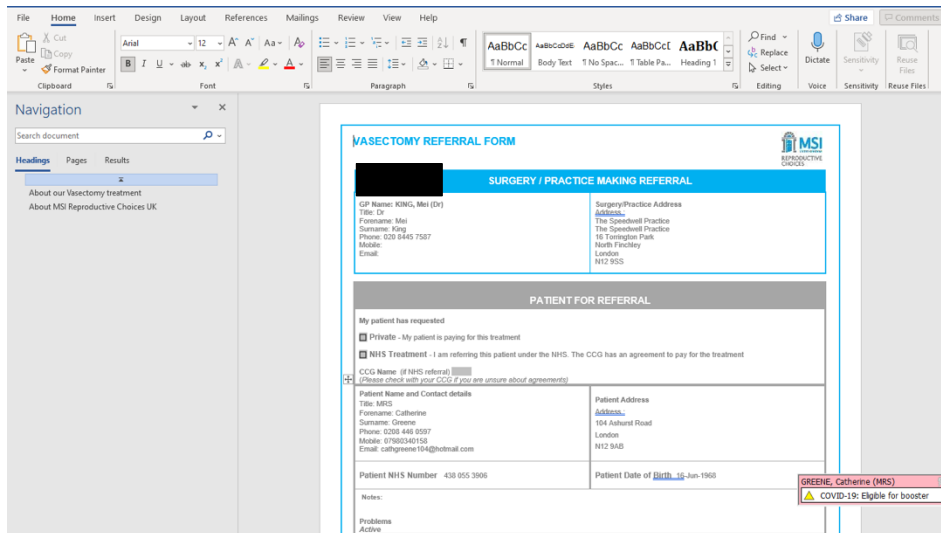 File Home Insert Design Layout References Mailings Review View Help Share Comments
Cut
Copy
Paste
Format Painter
Arial 12
AaBbCc AaBbCcDdE AaBbCc AaBbCcI AaBb(
¶ Normal Body Text ¶ No Spac... ¶ Table Pa... Heading 1
Find
Replace
Select
Dictate
Sensitivity
Reuse Files
Clipboard Font Paragraph Styles Editing Voice Sensitivity Reuse Files
Navigation
Search document
Headings Pages Results
About our Vasectomy treatment
About MSI Reproductive Choices UK
VASECTOMY REFERRAL FORM
MSI
REPRODUCTIVE
CHOICES
SURGERY / PRACTICE MAKING REFERRAL
GP Name: KING, Mei (Dr)
Title: Dr
Forename: Mei
Surname: King
Phone: 020 8445 7587
Mobile:
Email:
Surgery/Practice Address
Address :
The Speedwell Practice
The Speedwell Practice
16 Torrington Park
North Finchley
London
N12 9SS
PATIENT FOR REFERRAL
My patient has requested
Private - My patient is paying for this treatment
NHS Treatment - I am referring this patient under the NHS. The CCG has an agreement to pay for the treatment
CCG Name (if NHS referral)
(Please check with your CCG if you are unsure about agreements)
Patient Name and Contact details
Title: MRS
Forename: Catherine
Surname: Greene
Phone: 0208 446 0597
Mobile: 07980340158
Email: cathgreene104@hotmail.com
Patient Address
Address :
104 Ashurst Road
London
N12 9AB
Patient NHS Number 438 055 3906
Patient Date of Birth 16-Jun-1968
GREENE, Catherine (MRS)
COVID-19: Eligible for booster
Notes:
Problems
Active